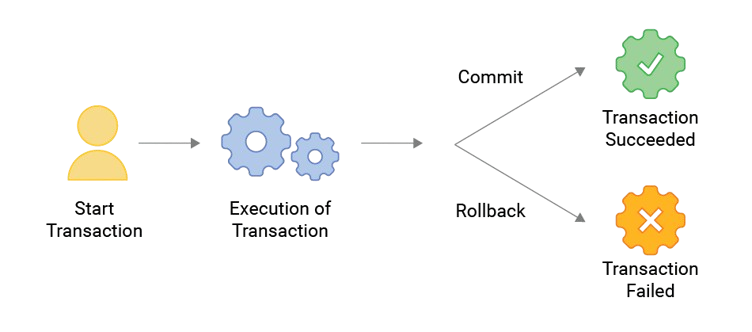 Start
Transaction
Execution of
Transaction
Commit
Rollback
Transaction
Succeeded
Transaction
Failed